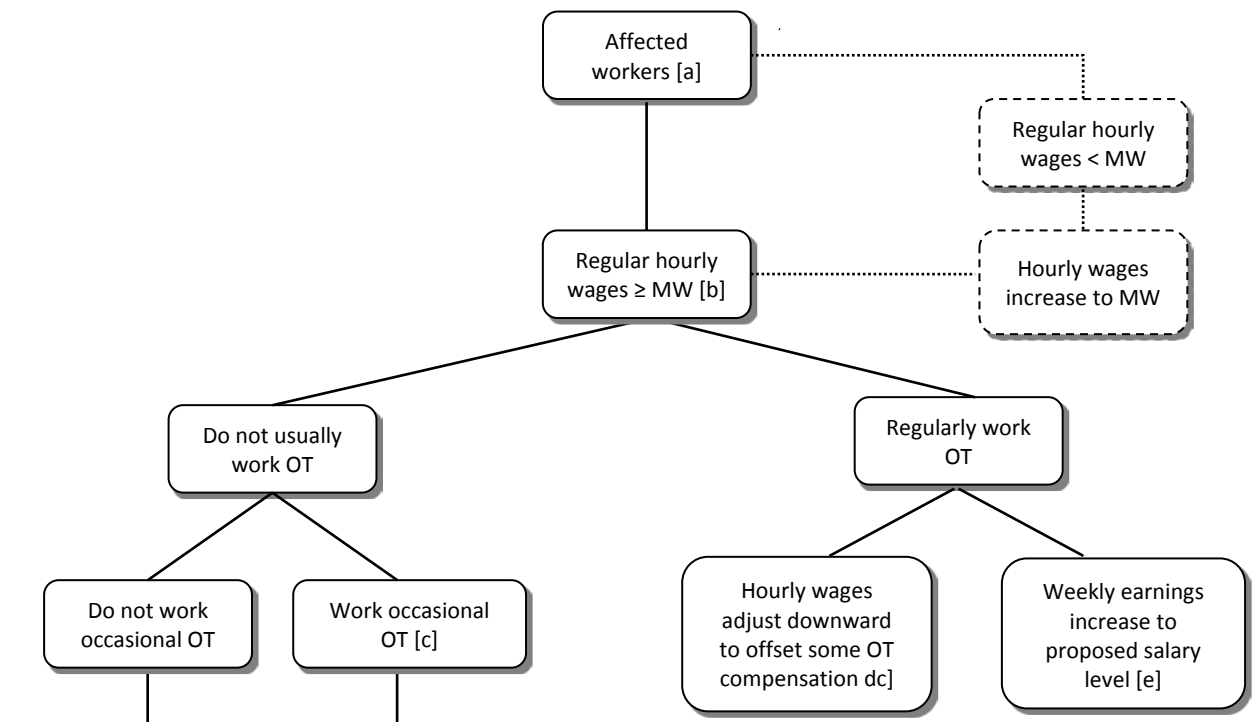 Affected
workers [a]
Regular hourly
wages < MW
Regular hourly
wages ≥ MW [b]
Hourly wages
increase to MW
Do not usually
work OT
Regularly work
OT
Do not work
occasional OT
Work occasional
OT [c]
Hourly wages
adjust downward
to offset some OT
compensation dc]
Weekly earnings
increase to
proposed salary
level [e]